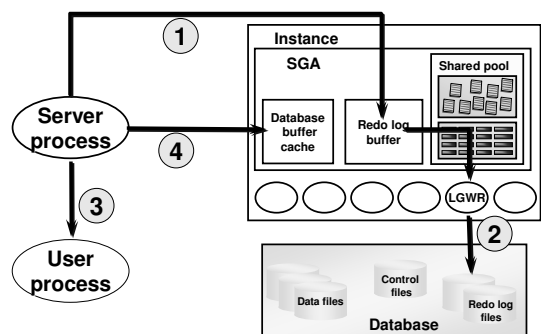 1
Instance
SGA
Shared pool
Database
buffer
cache
Redo log
buffer
Server
process
4
3
LGWR
2
User
process
Data files
Control
files
Redo log
files
Database